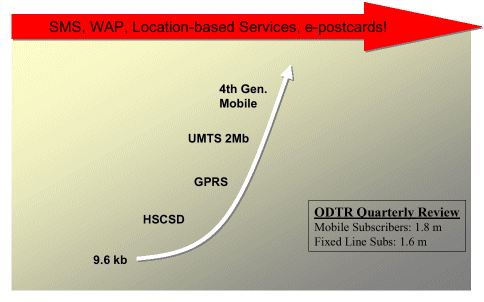 SMS, WAP, Location-based Services, e-postcards!
4th Gen.
Mobile
UMTS 2Mb
GPRS
HSCSD
9.6 kb
ODTR Quarterly Review
Mobile Subscribers: 1.8 m
Fixed Line Subs: 1.6 m